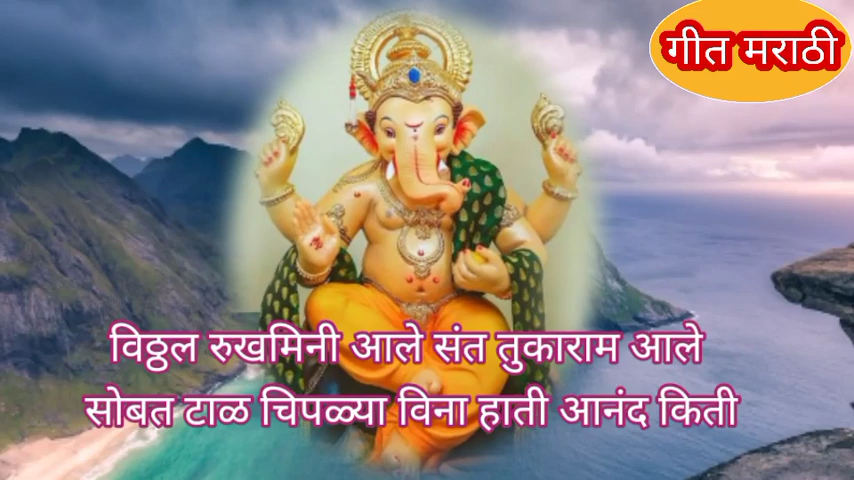 गीत मराठी
विठ्ठल रुखमिनी आले संत तुकाराम आले
सोबत टाळ चिपळ्या विना हाती आनंद किती